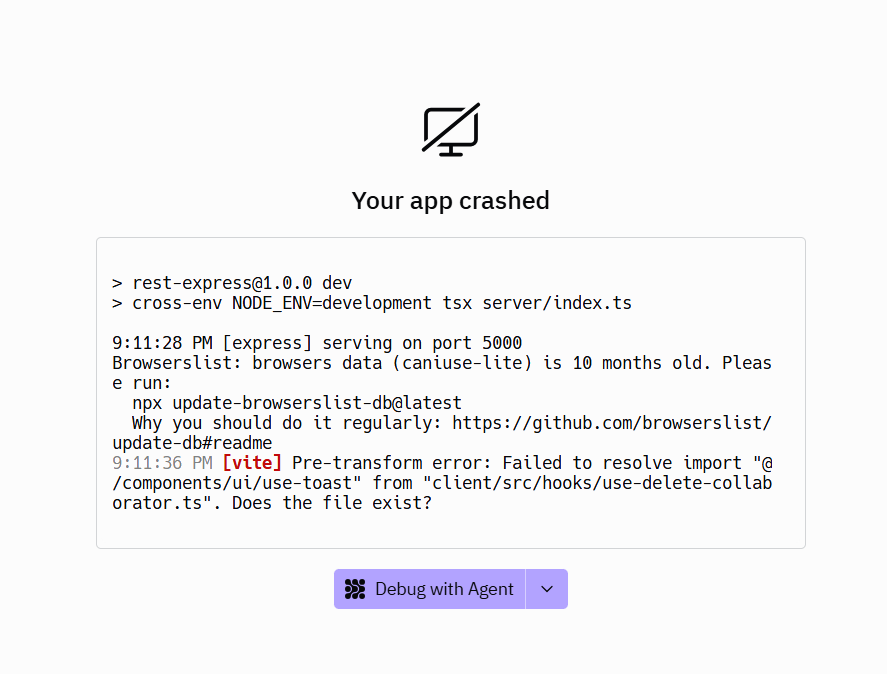 Your app crashed
> rest-express@1.0.0 dev
> cross-env NODE_ENV=development tsx server/index.ts
9:11:28 PM [express] serving on port 5000
Browserslist: browsers data (caniuse-lite) is 10 months old. Pleas
e run:
  npx update-browserslist-db@latest
  Why you should do it regularly: https://github.com/browserslist/
update-db#readme
9:11:36 PM [vite] Pre-transform error: Failed to resolve import "@
/components/ui/use-toast" from "client/src/hooks/use-delete-collab
orator.ts". Does the file exist?
Debug with Agent